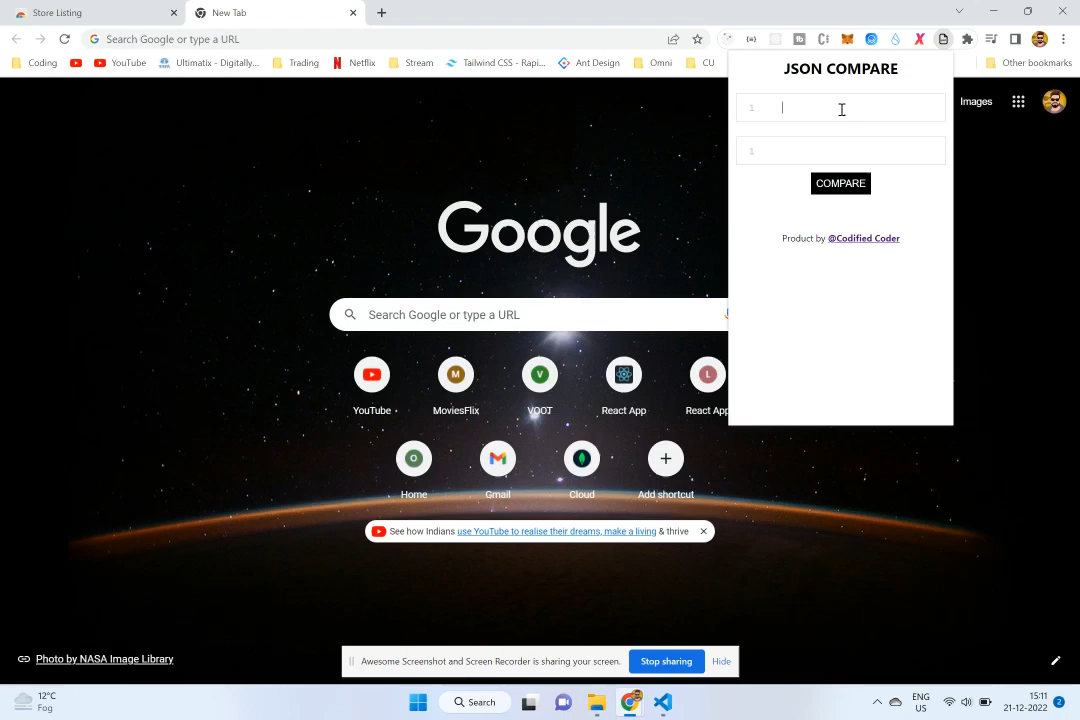 Store Listing
New Tab
Search Google or type a URL
Coding
YouTube
Ultimatix - Digitally...
Trading
Netflix
Stream
Tailwind CSS - Rapi...
Ant Design
Omni
CU
Other bookmarks
JSON COMPARE
1
1
COMPARE
Product by @Codified Coder
Images
Google
Search Google or type a URL
M
V
L
YouTube
MoviesFlix
VOOT
React App
React App
O
Home
Gmail
Cloud
Add shortcut
See how Indians use YouTube to realise their dreams, make a living & thrive
Photo by NASA Image Library
Awesome Screenshot and Screen Recorder is sharing your screen.
Stop sharing
Hide
12°C
Fog
Search
ENG
US
15:11
21-12-2022
2